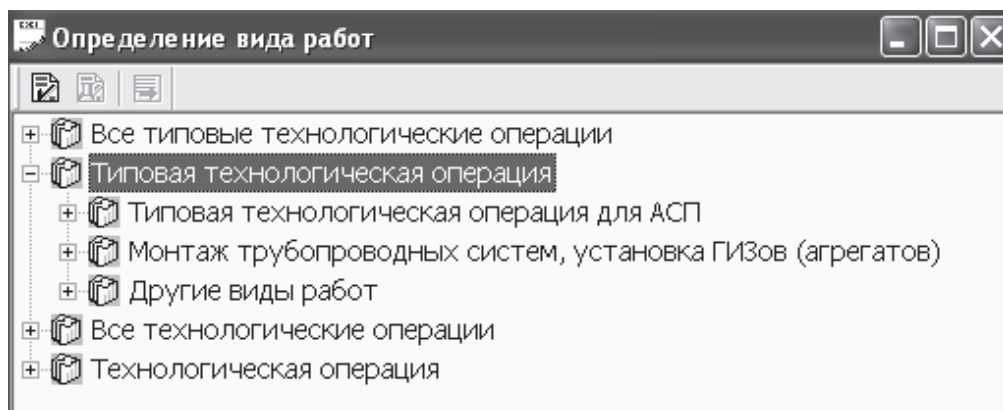 Определение вида работ
Все типовые технологические операции
Типовая технологическая операция
Типовая технологическая операция для АСП
Монтаж трубопроводных систем, установка ГИЗов (агрегатов)
Другие виды работ
Все технологические операции
Технологическая операция